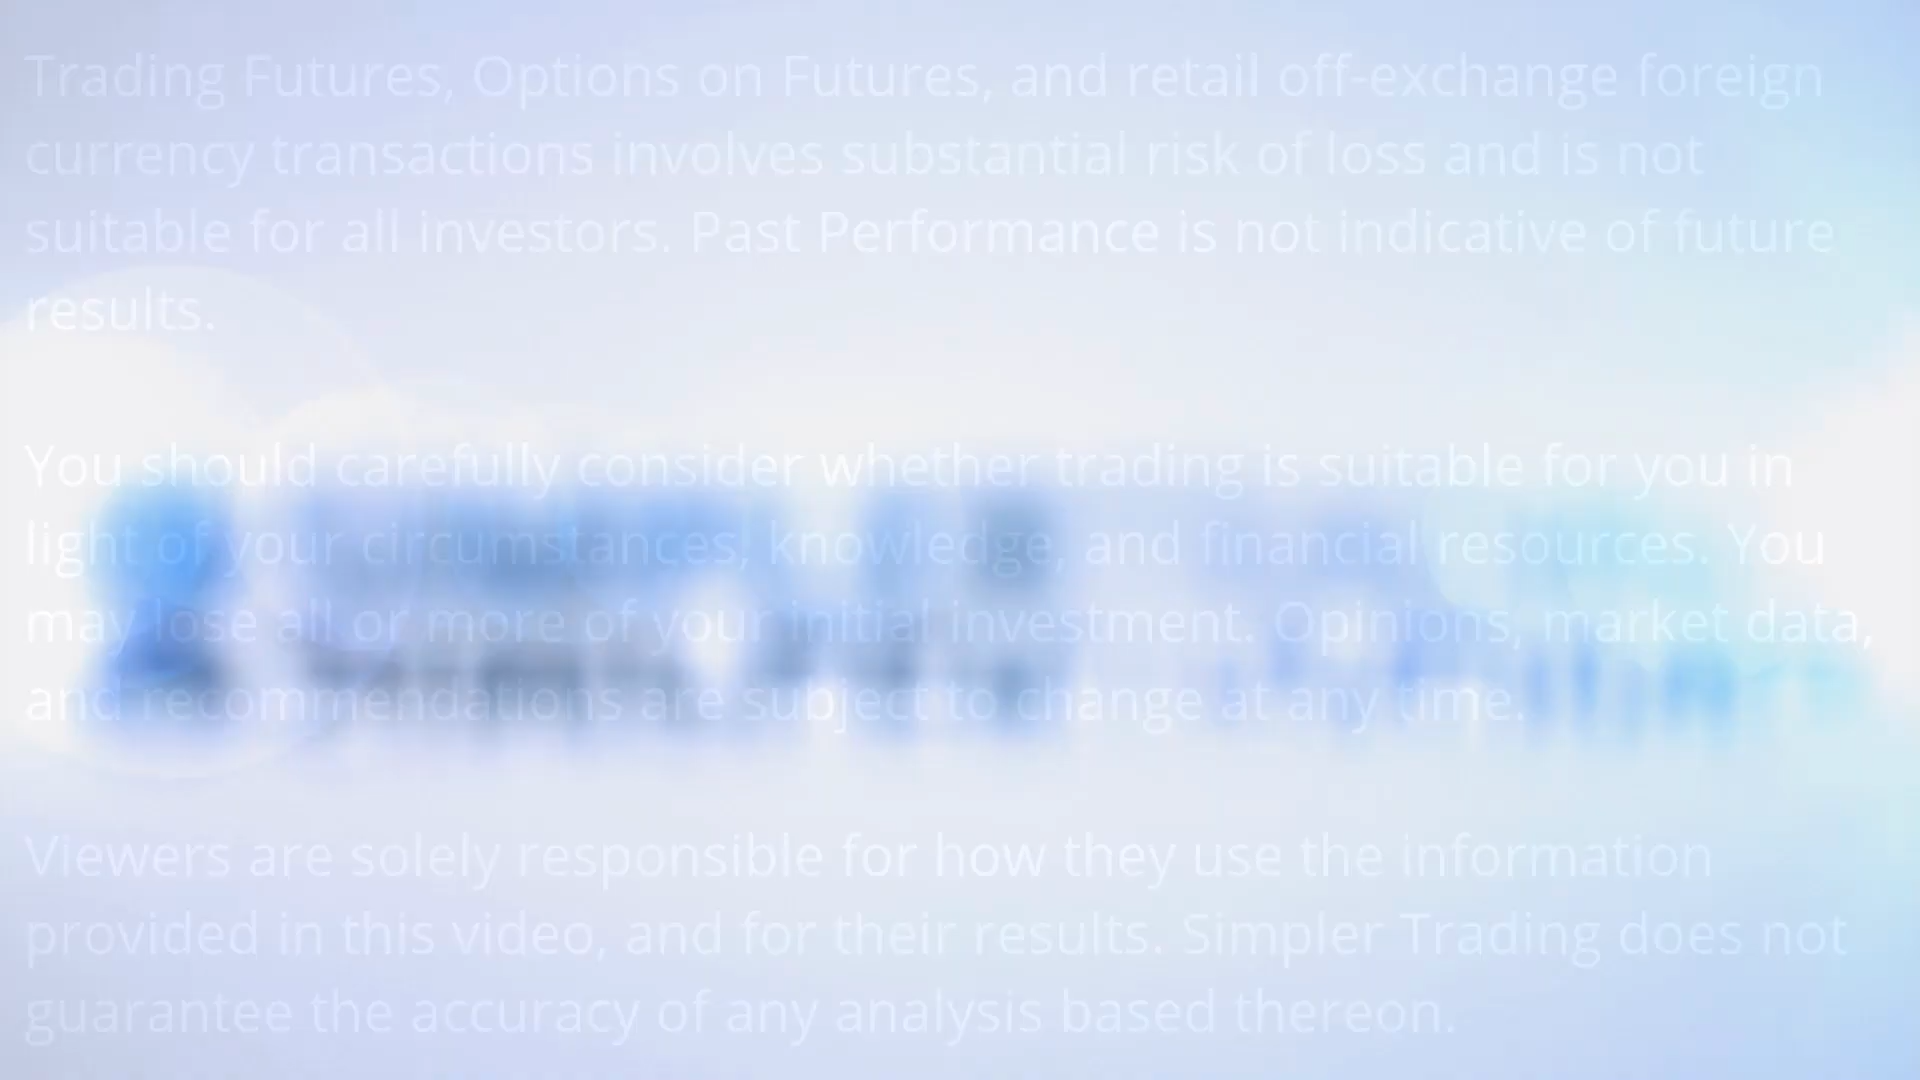 Trading Futures, Options on Futures, and retail off-exchange foreign
currency transactions involves substantial risk of loss and is not
suitable for all investors. Past Performance is not indicative of future
results.
You should carefully consider whether trading is suitable for you in
light of your circumstances, knowledge, and financial resources. You
may lose all or more of your initial investment. Opinions, market data,
and recommendations are subject to change at any time.
Viewers are solely responsible for how they use the information
provided in this video, and for their results. Simpler Trading does not
guarantee the accuracy of any analysis based thereon.